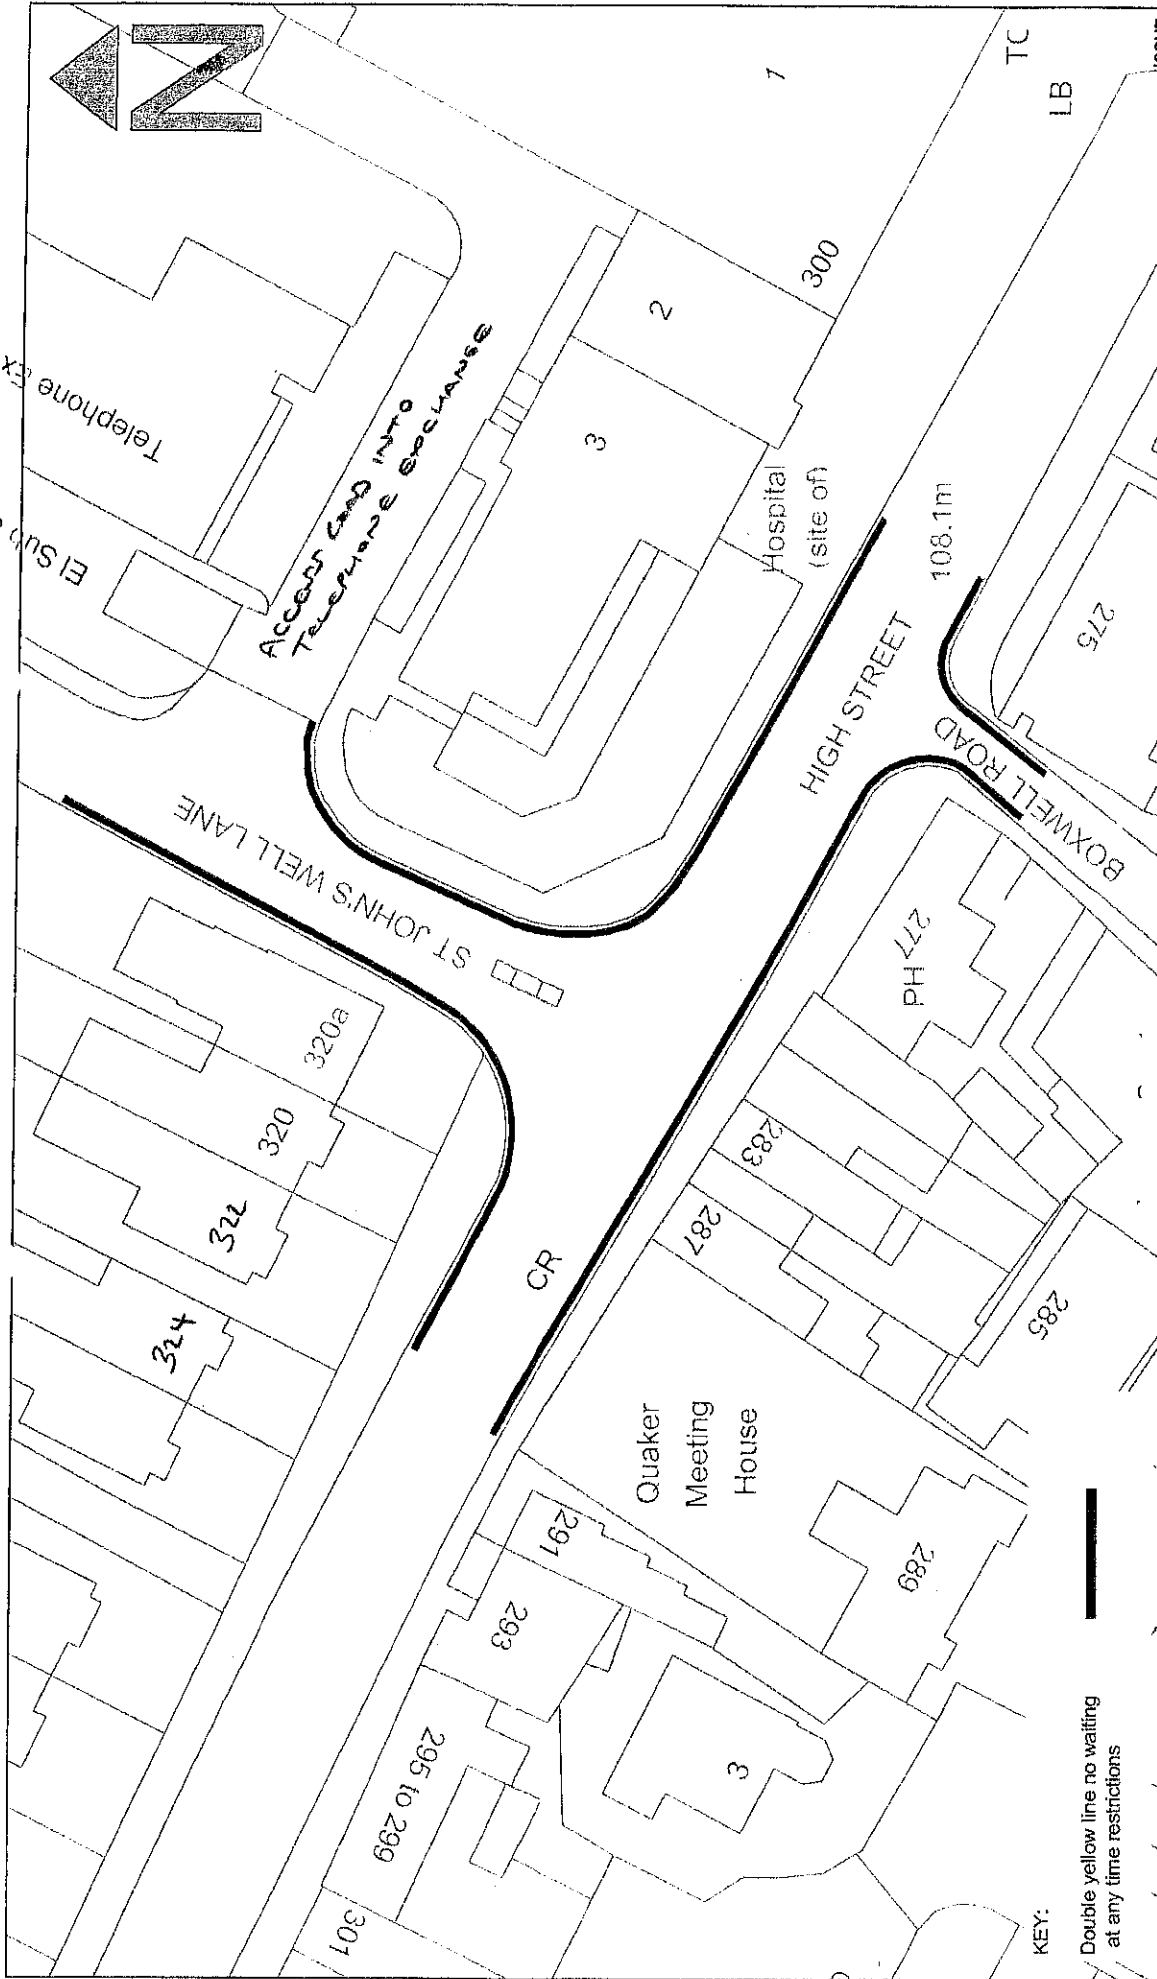 N
Telephone Ex
El Sub
ACCESS ROAD INTO
TELEPHONE EXCHANGE
1
TC
LB
2
300
3
Hospital
(site of)
108.1m
275
HIGH STREET
BOXWELL ROAD
ST JOHN'S WELL LANE
320a
320
322
324
277
PH
283
287
285
CR
Quaker
Meeting
House
291
289
293
295 to 299
3
301
KEY:
Double yellow line no waiting
at any time restrictions